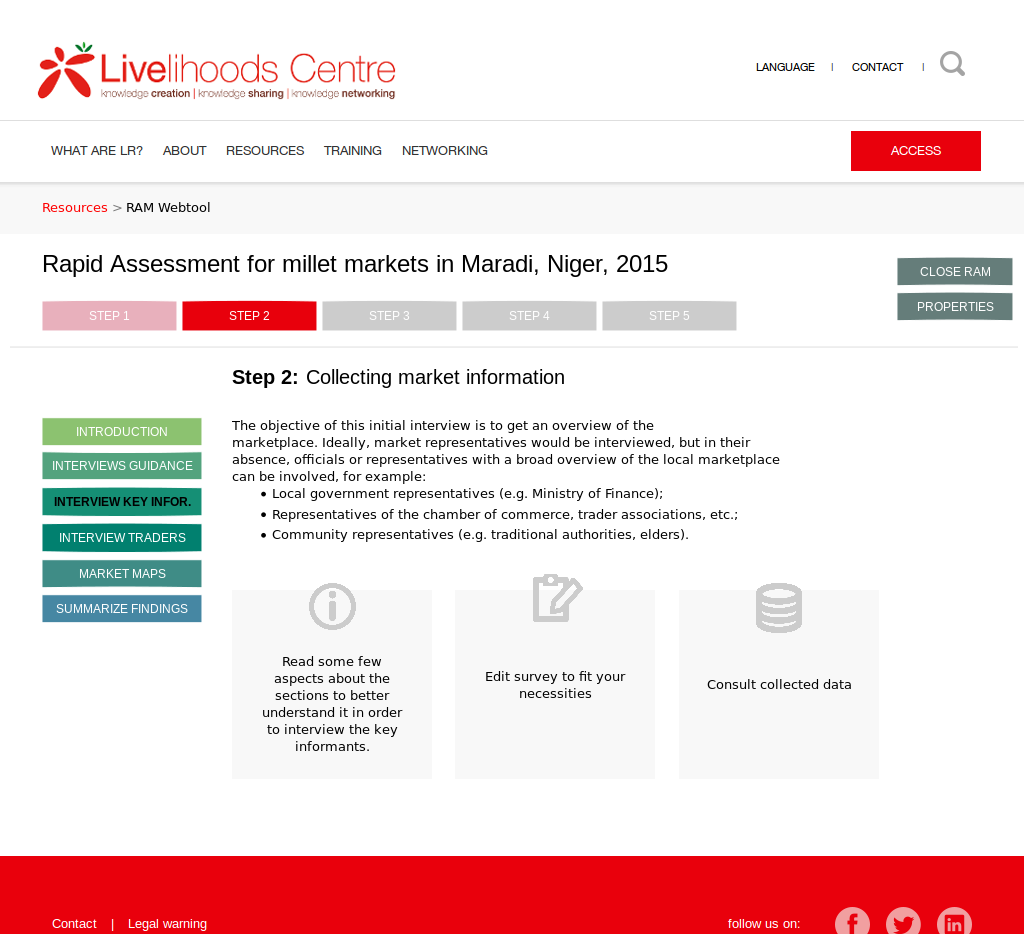 Livelihoods Centre
knowledge creation | knowledge sharing | knowledge networking
LANGUAGE | CONTACT |
WHAT ARE LR? ABOUT RESOURCES TRAINING NETWORKING ACCESS
Resources > RAM Webtool
Rapid Assessment for millet markets in Maradi, Niger, 2015
CLOSE RAM
PROPERTIES
STEP 1 STEP 2 STEP 3 STEP 4 STEP 5
Step 2: Collecting market information
INTRODUCTION
INTERVIEWS GUIDANCE
INTERVIEW KEY INFOR.
INTERVIEW TRADERS
MARKET MAPS
SUMMARIZE FINDINGS
The objective of this initial interview is to get an overview of the
marketplace. Ideally, market representatives would be interviewed, but in their
absence, officials or representatives with a broad overview of the local marketplace
can be involved, for example:
• Local government representatives (e.g. Ministry of Finance);
• Representatives of the chamber of commerce, trader associations, etc.;
• Community representatives (e.g. traditional authorities, elders).
Read some few
aspects about the
sections to better
understand it in order
to interview the key
informants.
Edit survey to fit your
necessities
Consult collected data
Contact | Legal warning
follow us on: